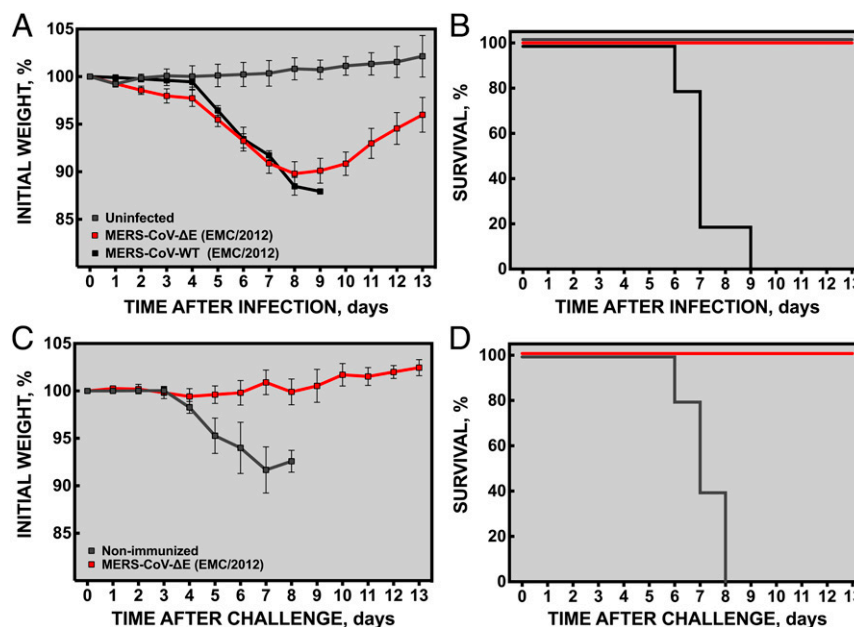 A
105
100
95
90
85
INITIAL WEIGHT, %
Uninfected
MERS-CoV-ΔE (EMC/2012)
MERS-CoV-WT (EMC/2012)
0 1 2 3 4 5 6 7 8 9 10 11 12 13
TIME AFTER INFECTION, days
B
100
80
60
40
20
0
SURVIVAL, %
0 1 2 3 4 5 6 7 8 9 10 11 12 13
TIME AFTER INFECTION, days
C
105
100
95
90
85
INITIAL WEIGHT, %
Non-immunized
MERS-CoV-ΔE (EMC/2012)
0 1 2 3 4 5 6 7 8 9 10 11 12 13
TIME AFTER CHALLENGE, days
D
100
80
60
40
20
0
SURVIVAL, %
0 1 2 3 4 5 6 7 8 9 10 11 12 13
TIME AFTER CHALLENGE, days